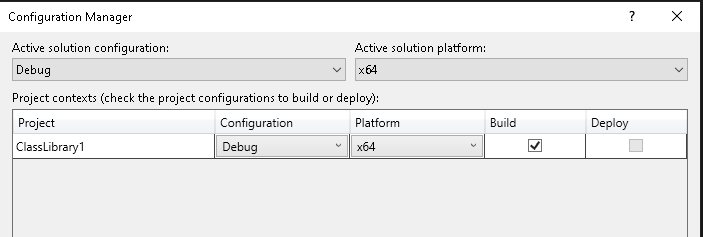 Configuration Manager ?
Active solution configuration: Active solution platform:
Debug x64
Project contexts (check the project configurations to build or deploy):
Project Configuration Platform Build Deploy
ClassLibrary1 Debug x64